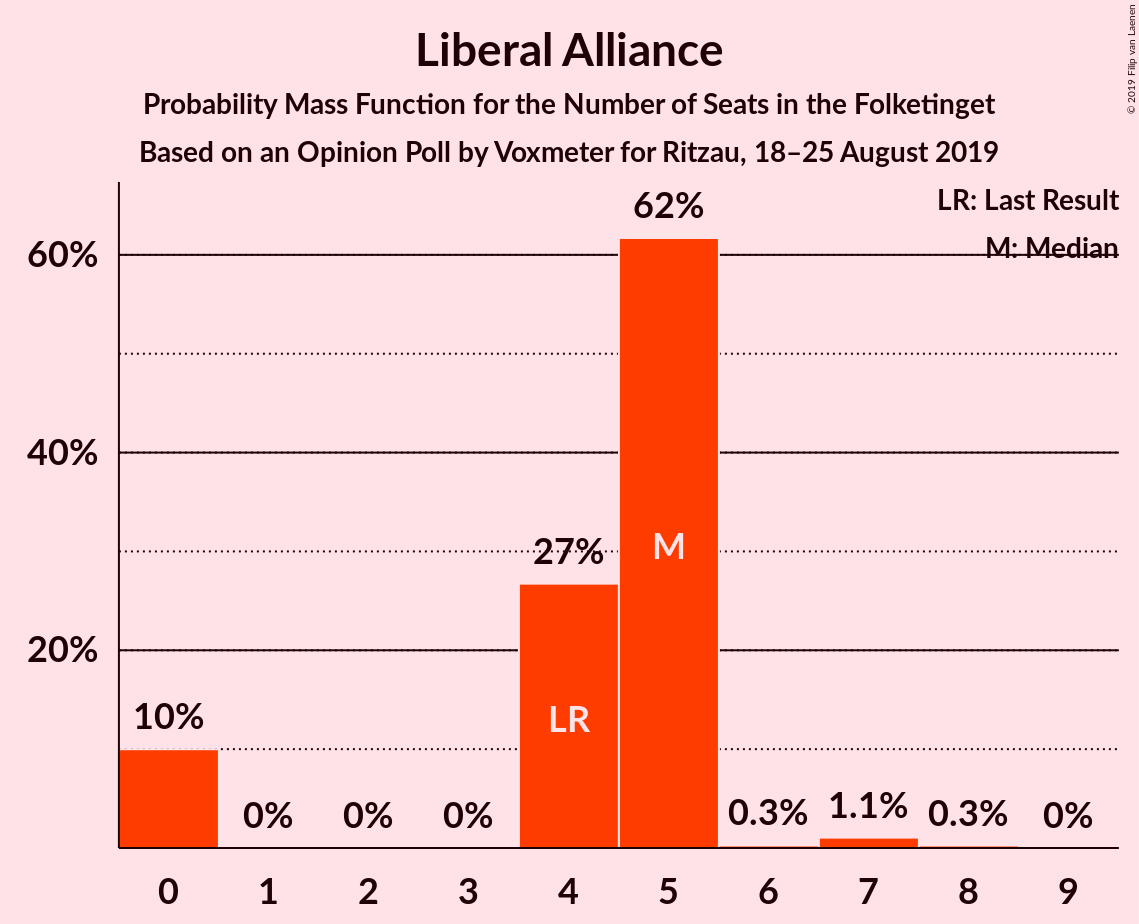 Liberal Alliance
Probability Mass Function for the Number of Seats in the Folketinget
Based on an Opinion Poll by Voxmeter for Ritzau, 18–25 August 2019
© 2019 Filip van Laenen
LR: Last Result
M: Median
60%
40%
20%
10%
0%
0%
0%
27%
62%
0.3%
1.1%
0.3%
0%
LR
M
0 1 2 3 4 5 6 7 8 9